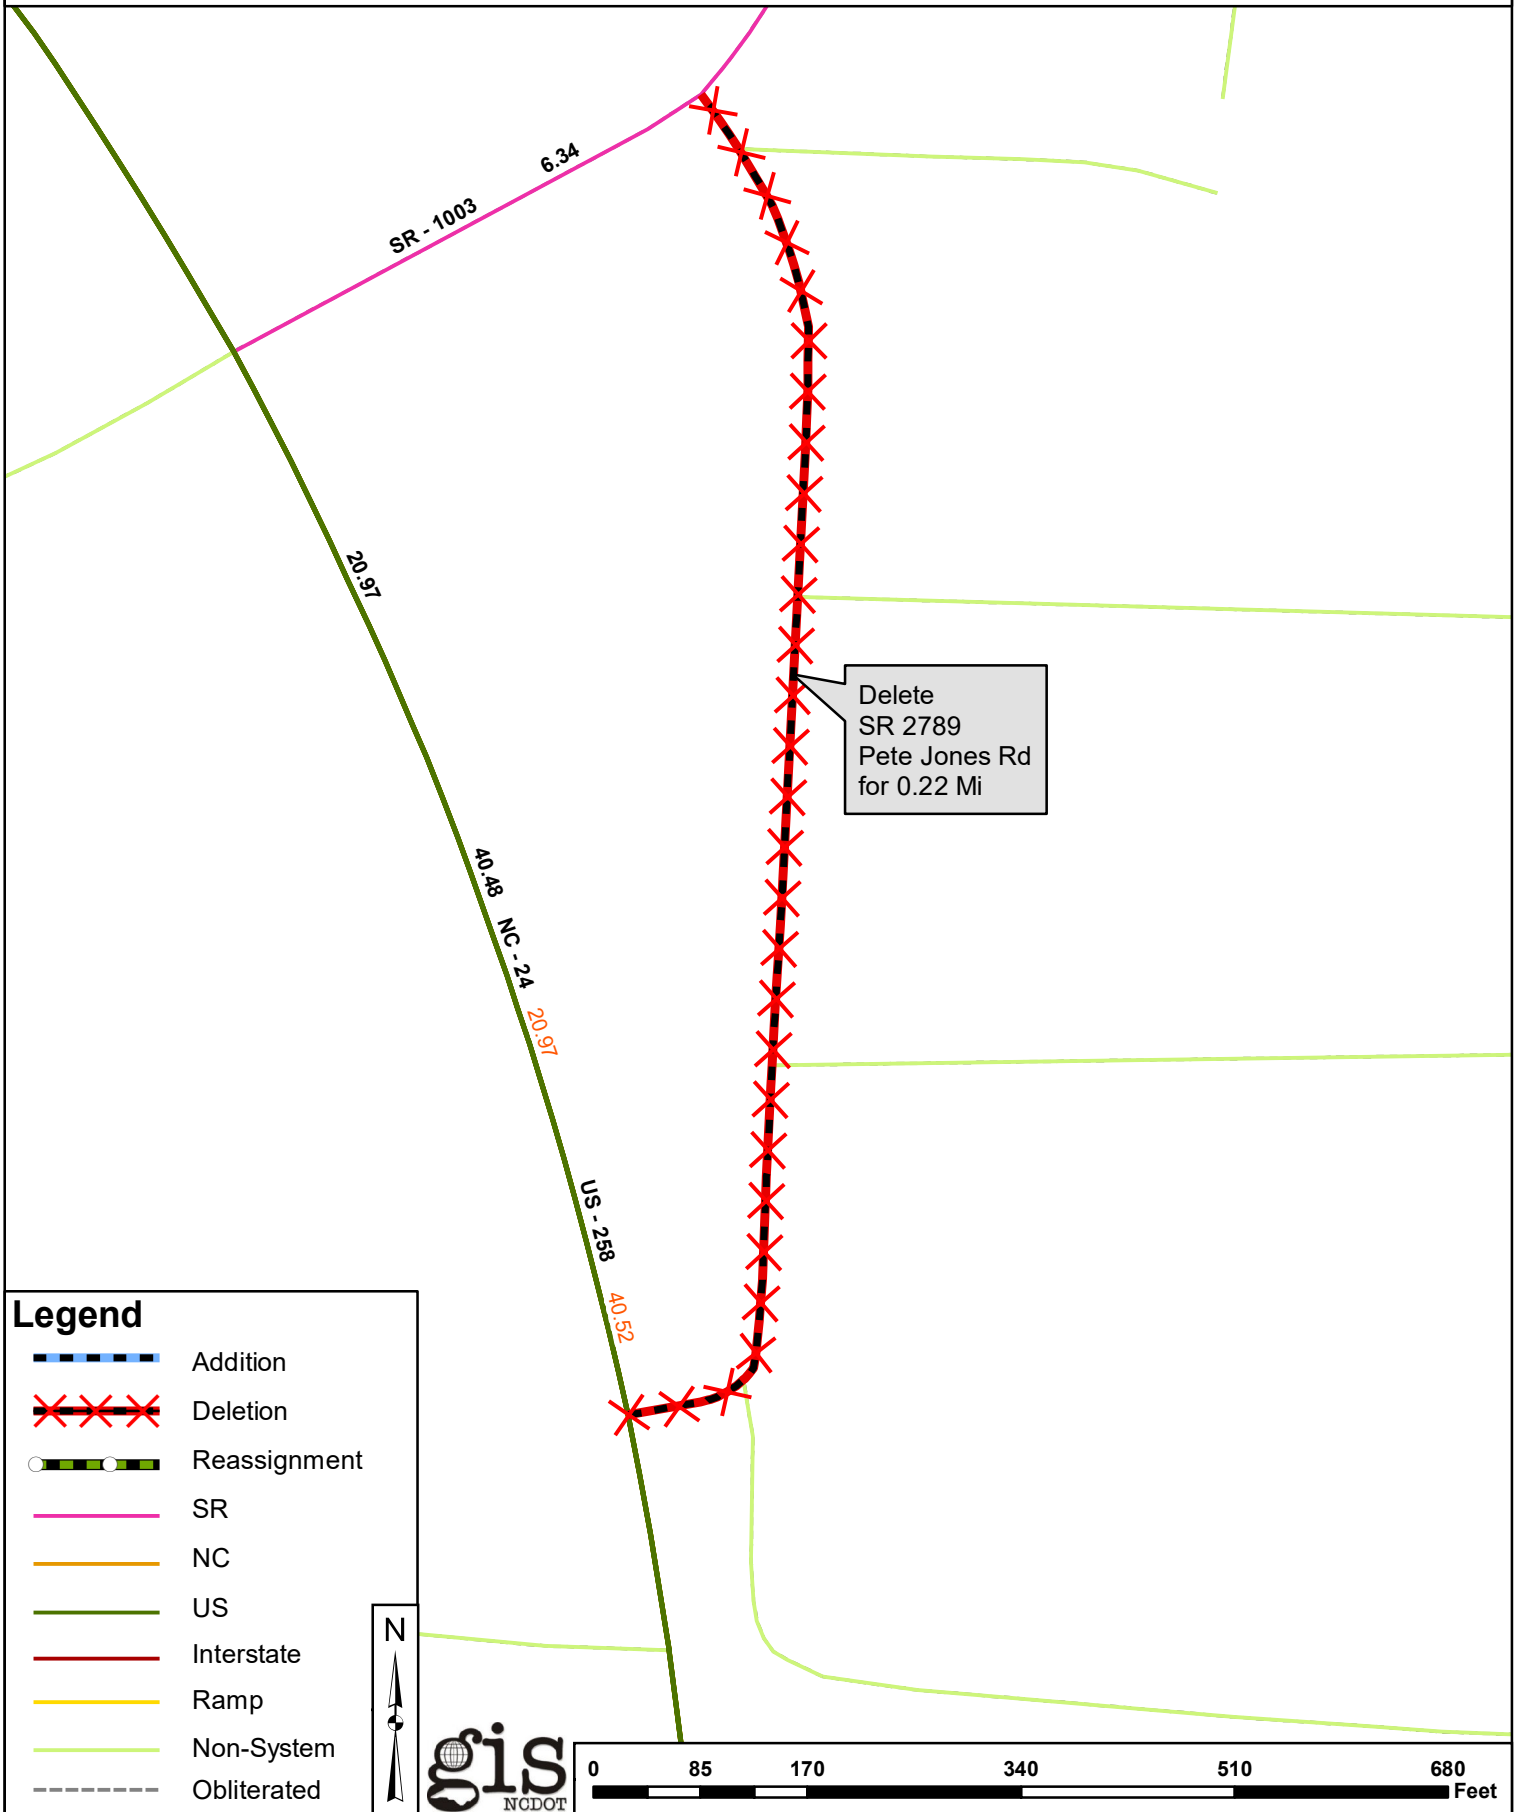 6.34
SR - 1003
20.97
Delete
SR 2789
Pete Jones Rd
for 0.22 Mi
40.48
NC - 24
20.97
US - 258
40.52
Legend
Addition
Deletion
Reassignment
SR
NC
US
Interstate
Ramp
Non-System
Obliterated
N
gis
NCDOT
0 85 170 340 510 680
Feet